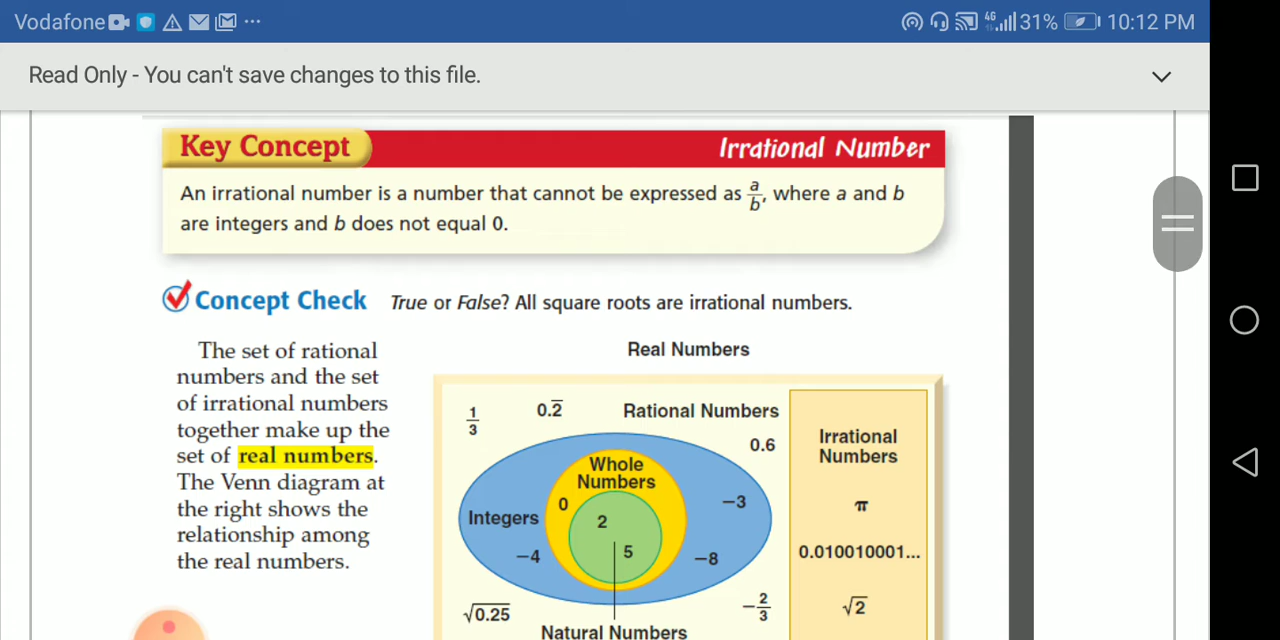 Vodafone 4G 31% 10:12 PM
Read Only - You can't save changes to this file.
Key Concept Irrational Number
An irrational number is a number that cannot be expressed as a/b, where a and b
are integers and b does not equal 0.
Concept Check True or False? All square roots are irrational numbers.
The set of rational
numbers and the set
of irrational numbers
together make up the
set of real numbers.
The Venn diagram at
the right shows the
relationship among
the real numbers.
Real Numbers
1/3 0.2̅ Rational Numbers
0.6
Whole
Numbers
0
2
5
Integers
−4
−3
−8
√0.25
−2/3
Natural Numbers
Irrational
Numbers
π
0.010010001...
√2